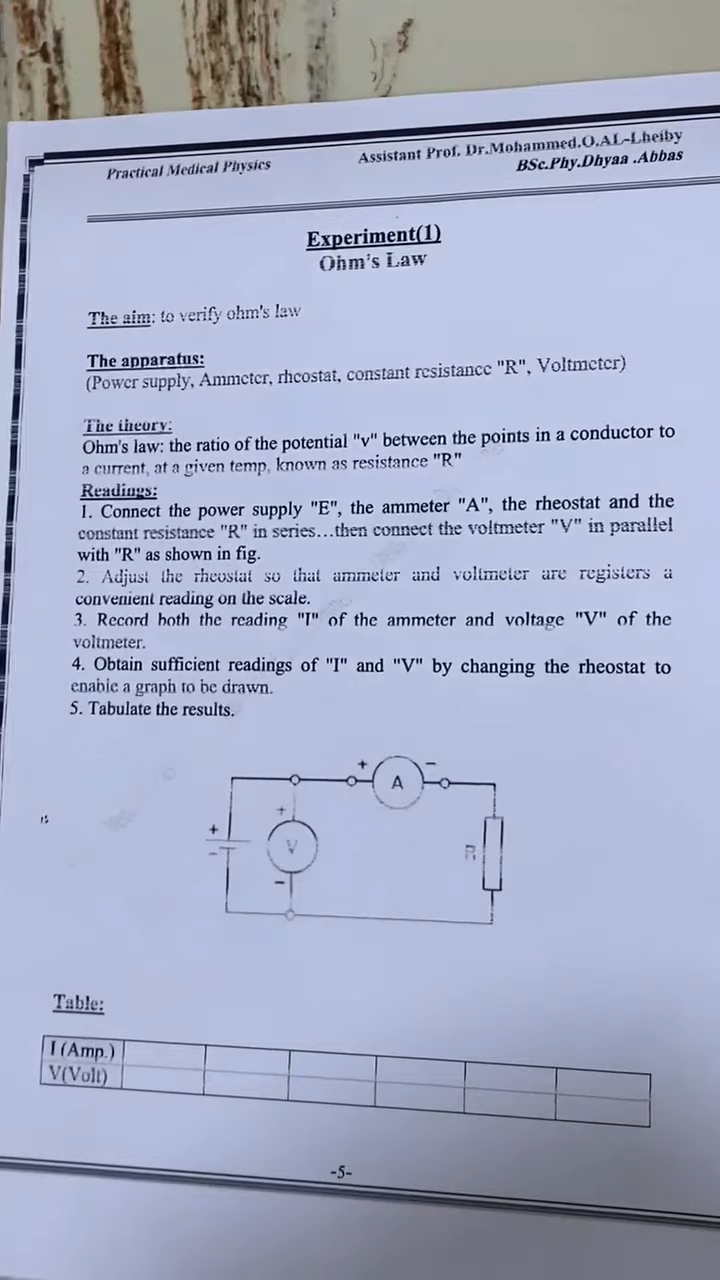 Practical Medical Physics
Assistant Prof. Dr.Mohammed.O.AL-Lheiby
BSc.Phy.Dhyaa .Abbas
Experiment(1)
Ohm's Law
The aim: to verify ohm's law
The apparatus:
(Power supply, Ammeter, rheostat, constant resistance "R", Voltmeter)
The theory:
Ohm's law: the ratio of the potential "v" between the points in a conductor to
a current, at a given temp, known as resistance "R"
Readings:
1. Connect the power supply "E", the ammeter "A", the rheostat and the
constant resistance "R" in series...then connect the voltmeter "V" in parallel
with "R" as shown in fig.
2. Adjust the rheostat so that ammeter and voltmeter are registers a
convenient reading on the scale.
3. Record both the reading "I" of the ammeter and voltage "V" of the
voltmeter.
4. Obtain sufficient readings of "I" and "V" by changing the rheostat to
enable a graph to be drawn.
5. Tabulate the results.
+ A -
+ + V R
- -
Table:
I (Amp.)
V(Volt)
-5-